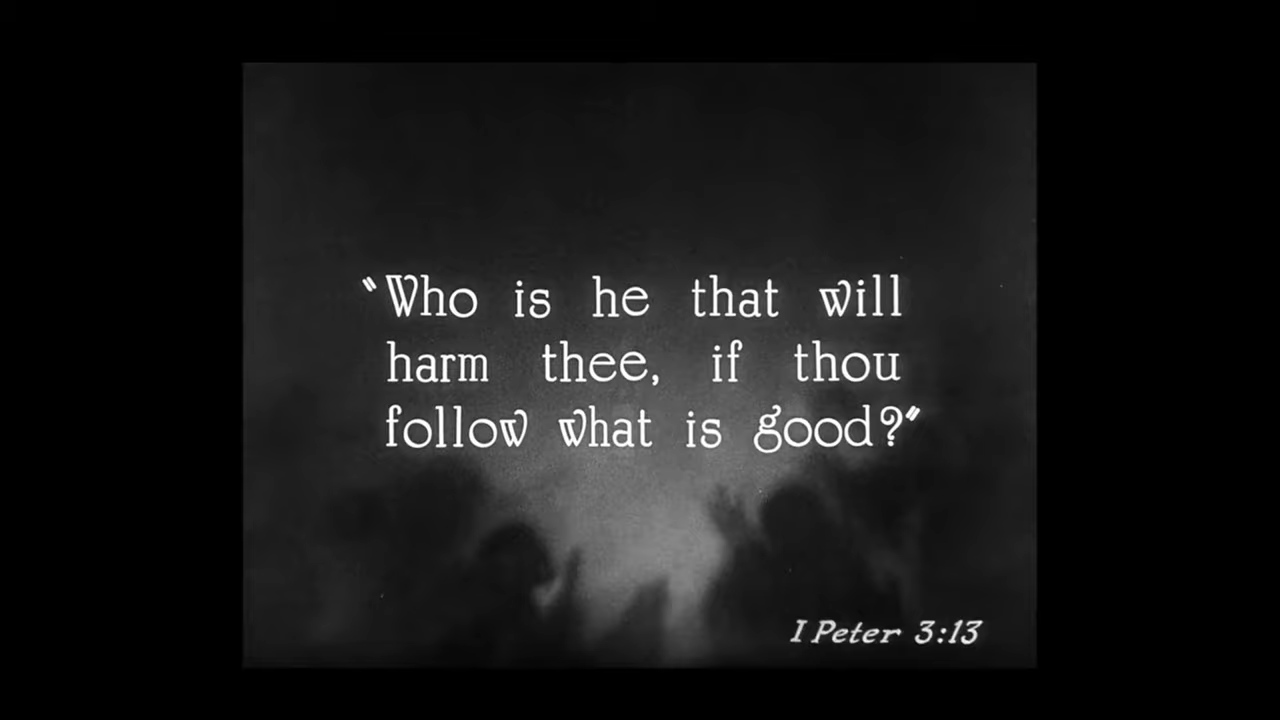 "Who is he that will
harm thee, if thou
follow what is good?"
I Peter 3:13